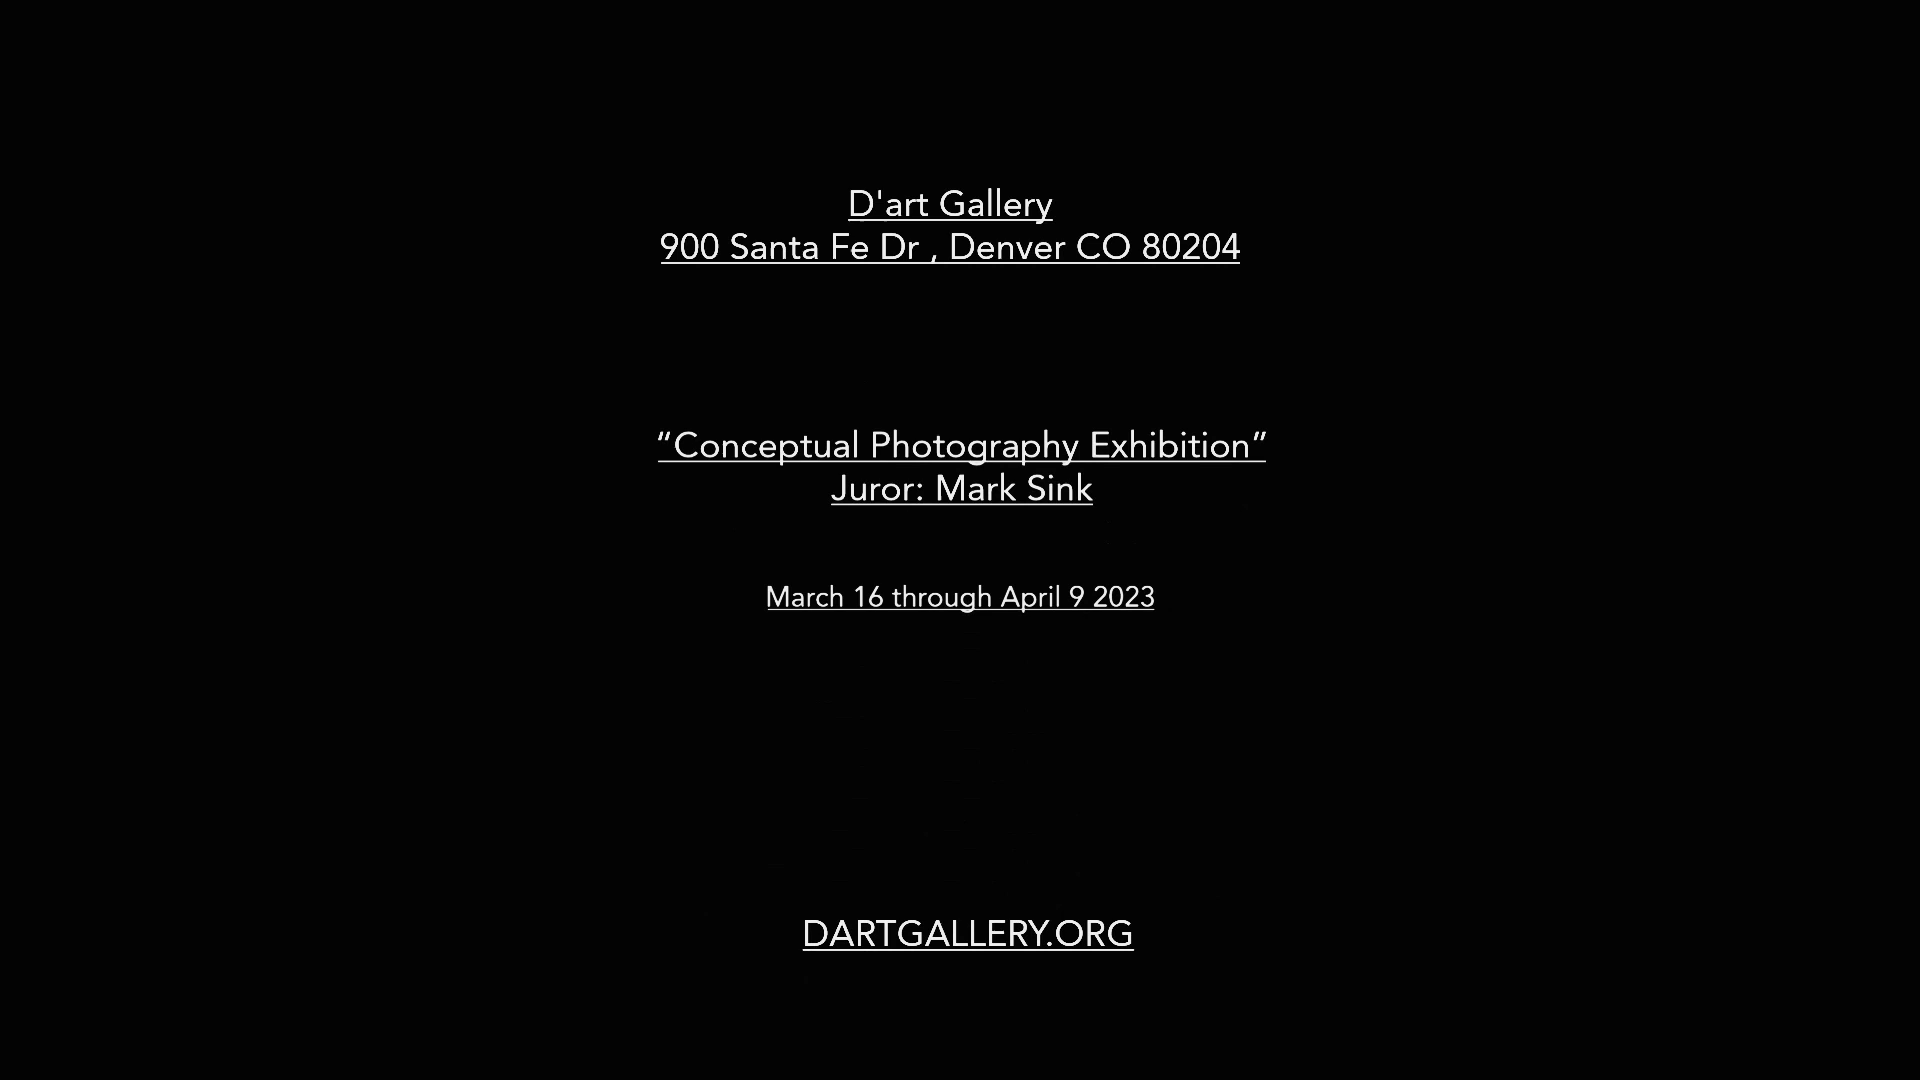 D'art Gallery
900 Santa Fe Dr , Denver CO 80204
“Conceptual Photography Exhibition”
Juror: Mark Sink
March 16 through April 9 2023
DARTGALLERY.ORG